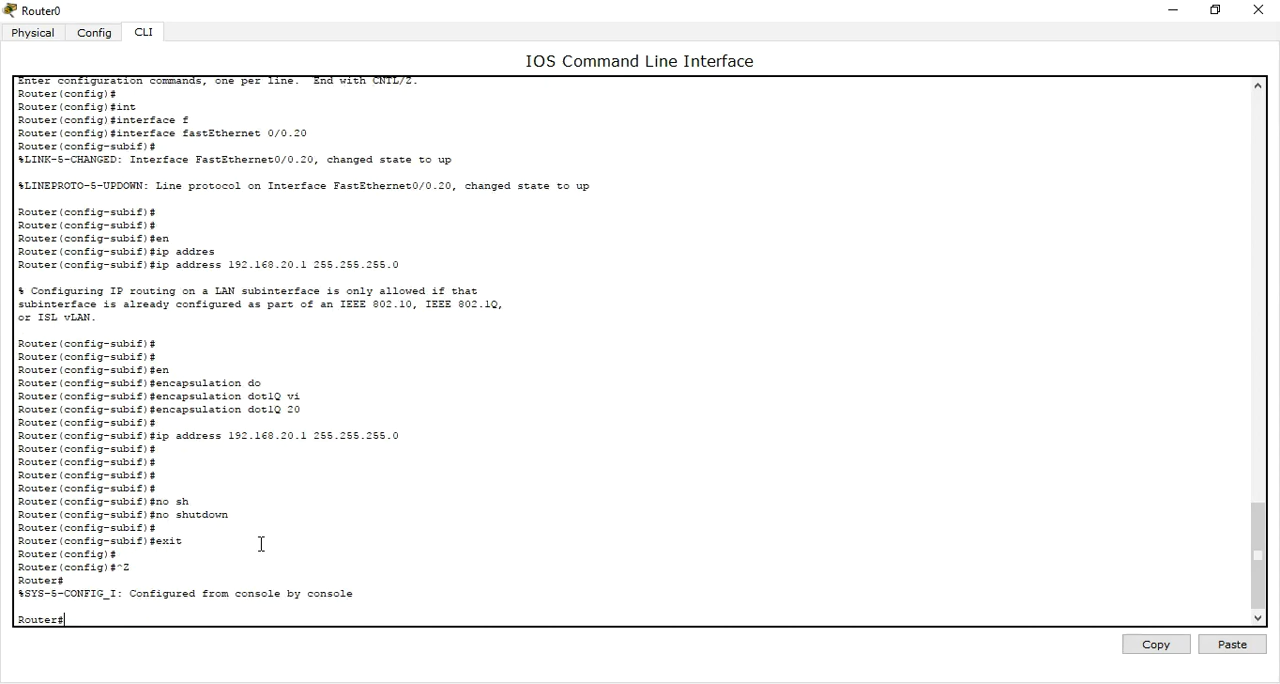 Router0
Physical Config CLI
IOS Command Line Interface
Enter configuration commands, one per line. End with CNTL/Z.
Router(config)#
Router(config)#int
Router(config)#interface f
Router(config)#interface fastEthernet 0/0.20
Router(config-subif)#
%LINK-5-CHANGED: Interface FastEthernet0/0.20, changed state to up
%LINEPROTO-5-UPDOWN: Line protocol on Interface FastEthernet0/0.20, changed state to up
Router(config-subif)#
Router(config-subif)#
Router(config-subif)#en
Router(config-subif)#ip addres
Router(config-subif)#ip address 192.168.20.1 255.255.255.0
% Configuring IP routing on a LAN subinterface is only allowed if that
subinterface is already configured as part of an IEEE 802.10, IEEE 802.1Q,
or ISL vLAN.
Router(config-subif)#
Router(config-subif)#
Router(config-subif)#en
Router(config-subif)#encapsulation do
Router(config-subif)#encapsulation dot1Q vi
Router(config-subif)#encapsulation dot1Q 20
Router(config-subif)#
Router(config-subif)#ip address 192.168.20.1 255.255.255.0
Router(config-subif)#
Router(config-subif)#
Router(config-subif)#
Router(config-subif)#
Router(config-subif)#no sh
Router(config-subif)#no shutdown
Router(config-subif)#
Router(config-subif)#exit
Router(config)#
Router(config)#^Z
Router#
%SYS-5-CONFIG_I: Configured from console by console
Router#
Copy Paste